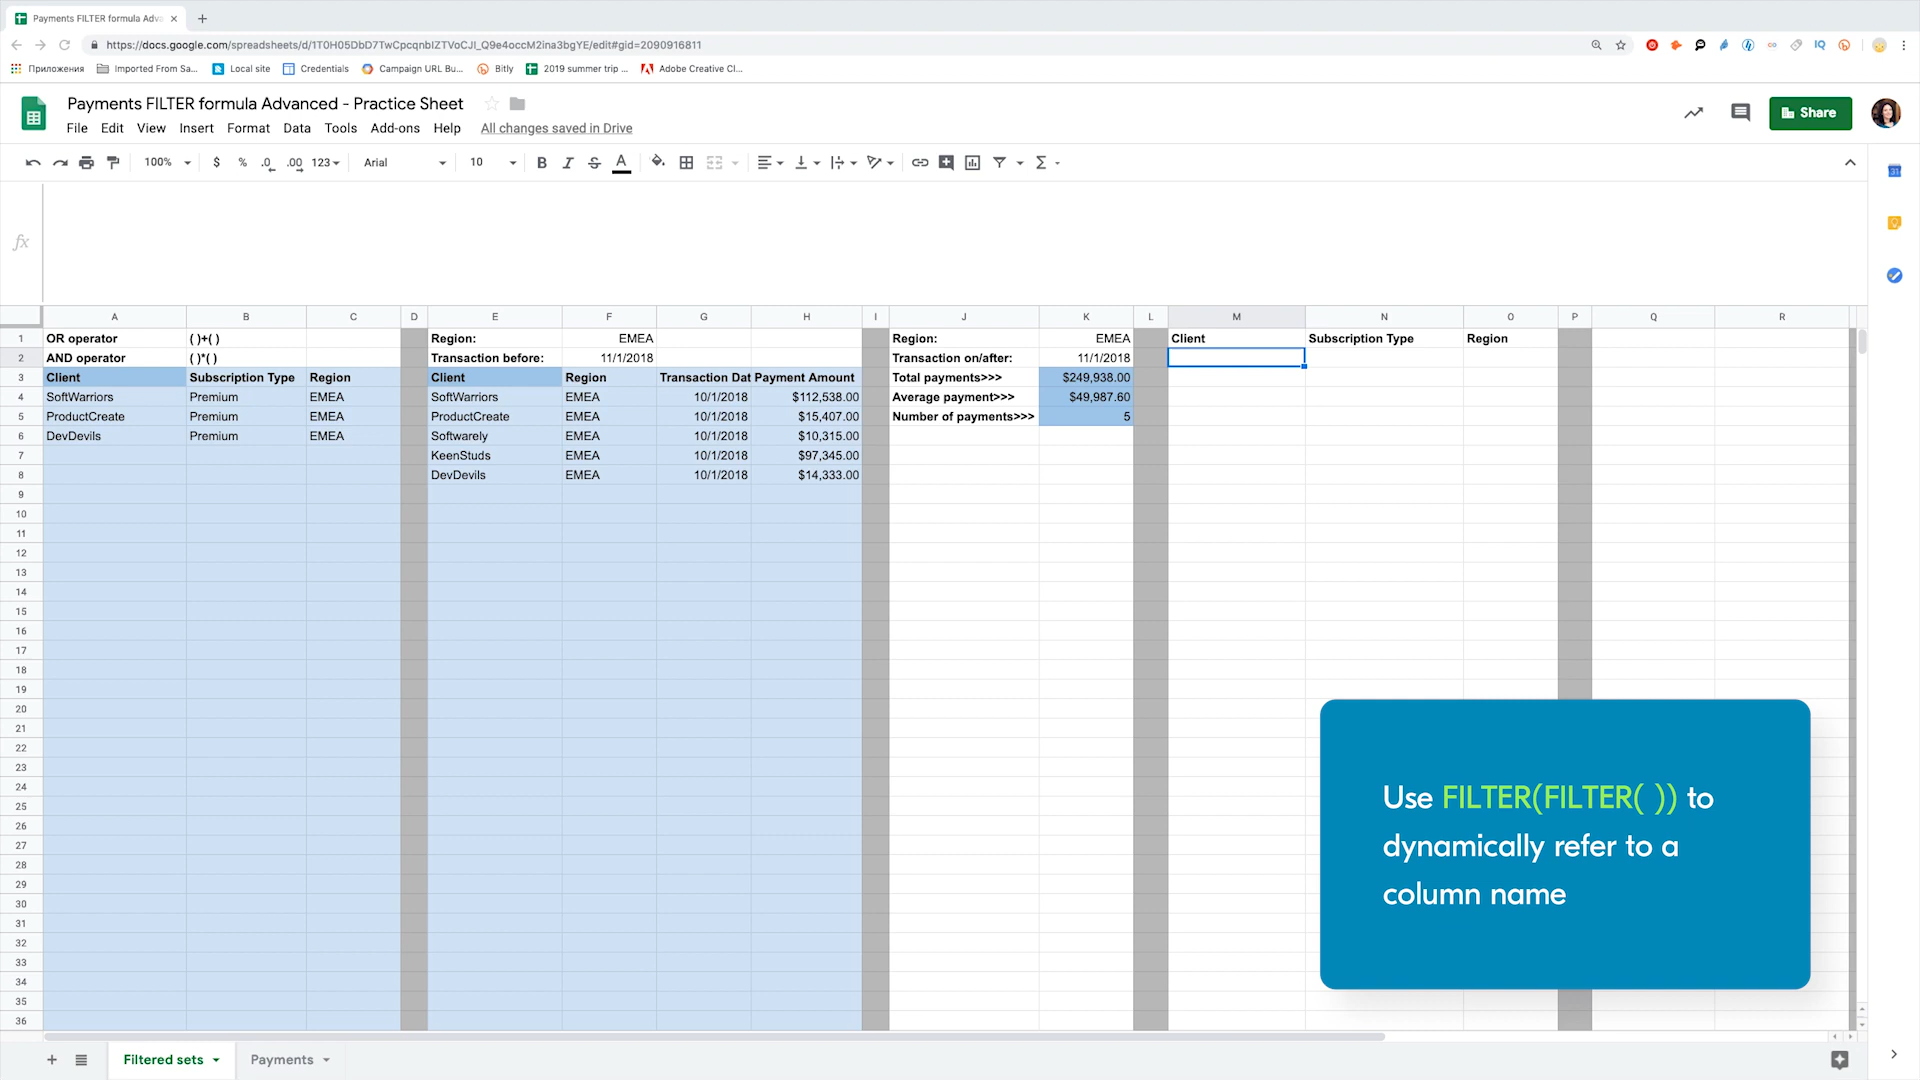 Payments FILTER formula Adva
https://docs.google.com/spreadsheets/d/1T0H05DbD7TwCpcqnbIZTVoCJI_Q9e4occM2ina3bgYE/edit#gid=2090916811
Приложения Imported From Sa... Local site Credentials Campaign URL Bu... Bitly 2019 summer trip ... Adobe Creative Cl...
Payments FILTER formula Advanced - Practice Sheet
Share
File Edit View Insert Format Data Tools Add-ons Help All changes saved in Drive
100% $ % .0 .00 123 Arial 10 B I S A Σ
31
fx
A B C D E F G H I J K L M N O P Q R
1 OR operator ( )+( ) Region: EMEA Region: EMEA Client Subscription Type Region
2 AND operator ( )*( ) Transaction before: 11/1/2018 Transaction on/after: 11/1/2018
3 Client Subscription Type Region Client Region Transaction Dat Payment Amount Total payments>>> $249,938.00
4 SoftWarriors Premium EMEA SoftWarriors EMEA 10/1/2018 $112,538.00 Average payment>>> $49,987.60
5 ProductCreate Premium EMEA ProductCreate EMEA 10/1/2018 $15,407.00 Number of payments>>> 5
6 DevDevils Premium EMEA Softwarely EMEA 10/1/2018 $10,315.00
7 KeenStuds EMEA 10/1/2018 $97,345.00
8 DevDevils EMEA 10/1/2018 $14,333.00
9
10
11
12
13
14
15
16
17
18
19
20
21
22
23
24
25
26
27
28
29
30
31
32
33
34
35
36
Use FILTER(FILTER( )) to
dynamically refer to a
column name
Filtered sets Payments